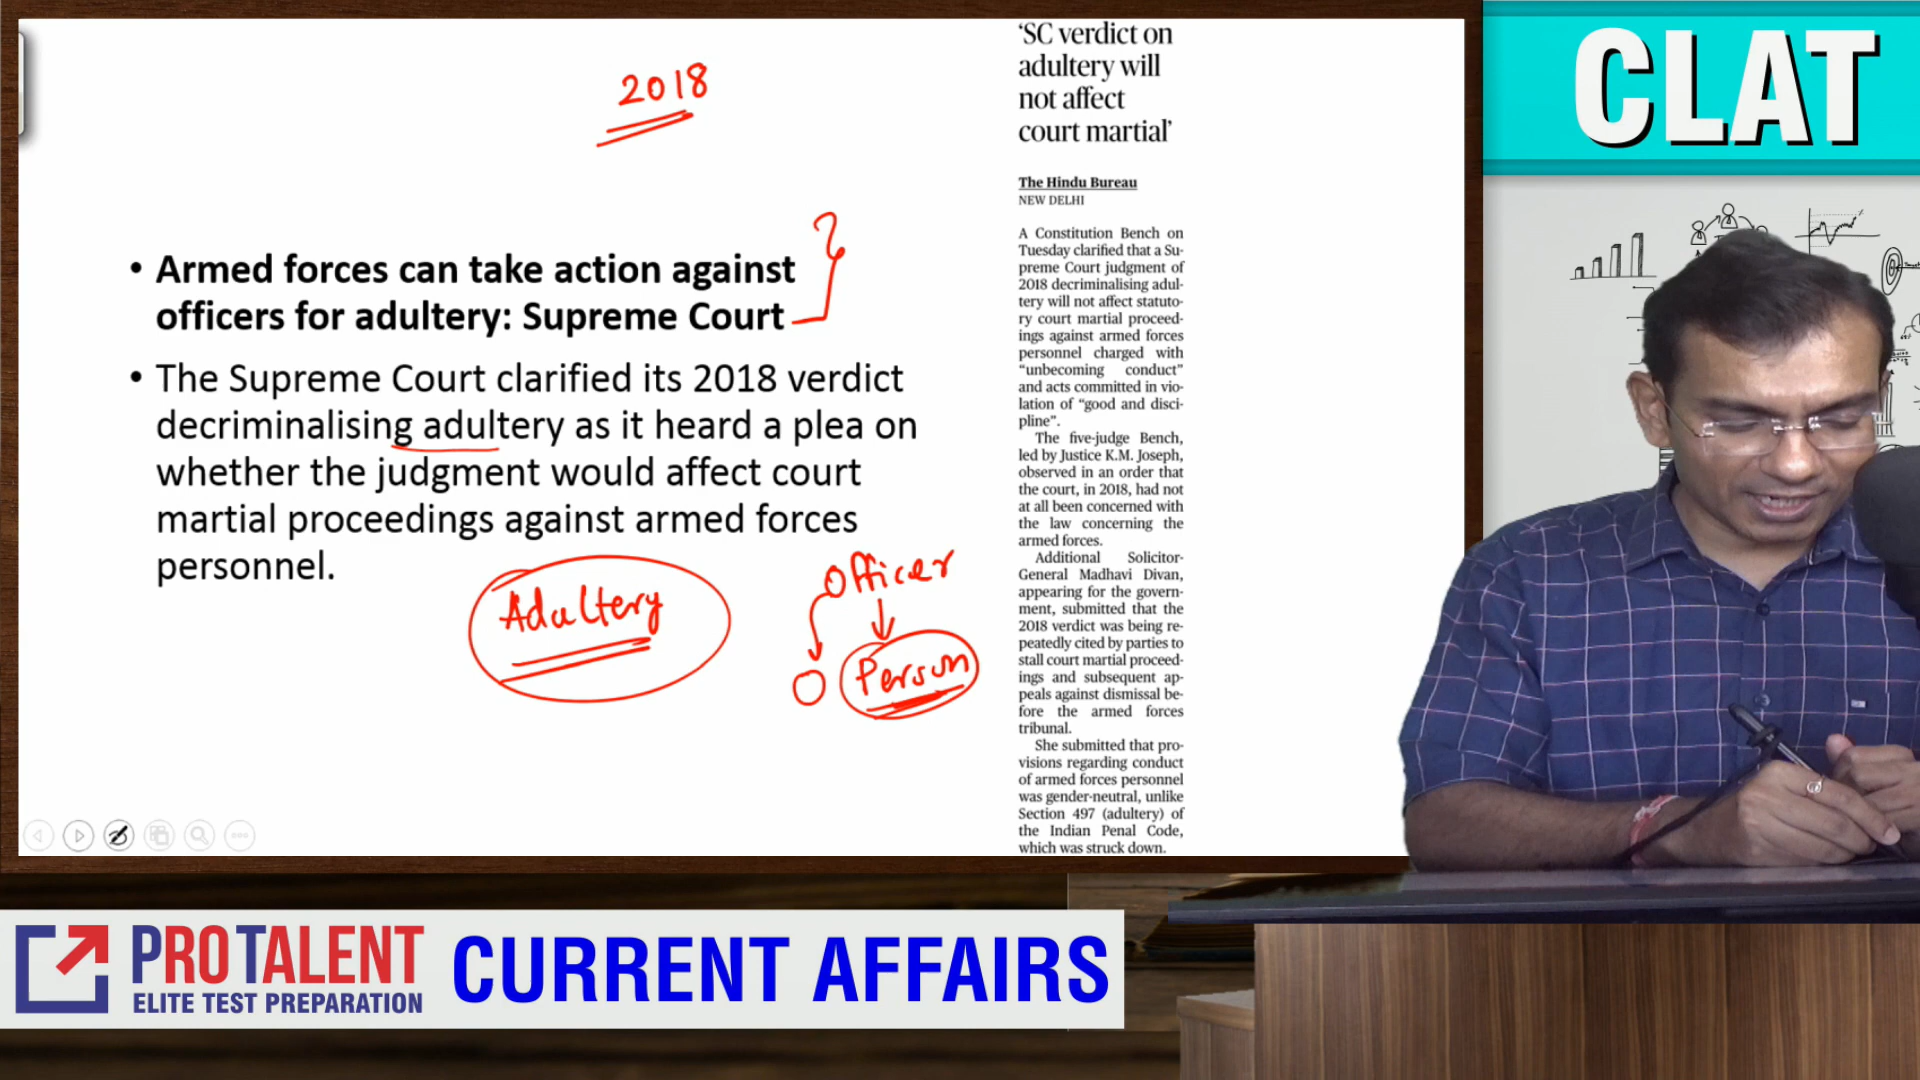 2018
• Armed forces can take action against
officers for adultery: Supreme Court
• The Supreme Court clarified its 2018 verdict
decriminalising adultery as it heard a plea on
whether the judgment would affect court
martial proceedings against armed forces
personnel.
Adultery
Officer
Person
‘SC verdict on
adultery will
not affect
court martial’
The Hindu Bureau
NEW DELHI
A Constitution Bench on
Tuesday clarified that a Su-
preme Court judgment of
2018 decriminalising adul-
tery will not affect statuto-
ry court martial proceed-
ings against armed forces
personnel charged with
“unbecoming conduct”
and acts committed in vio-
lation of “good and disci-
pline”.
The five-judge Bench,
led by Justice K.M. Joseph,
observed in an order that
the court, in 2018, had not
at all been concerned with
the law concerning the
armed forces.
Additional Solicitor-
General Madhavi Divan,
appearing for the govern-
ment, submitted that the
2018 verdict was being re-
peatedly cited by parties to
stall court martial proceed-
ings and subsequent ap-
peals against dismissal be-
fore the armed forces
tribunal.
She submitted that pro-
visions regarding conduct
of armed forces personnel
was gender-neutral, unlike
Section 497 (adultery) of
the Indian Penal Code,
which was struck down.
CLAT
PROTALENT
ELITE TEST PREPARATION
CURRENT AFFAIRS